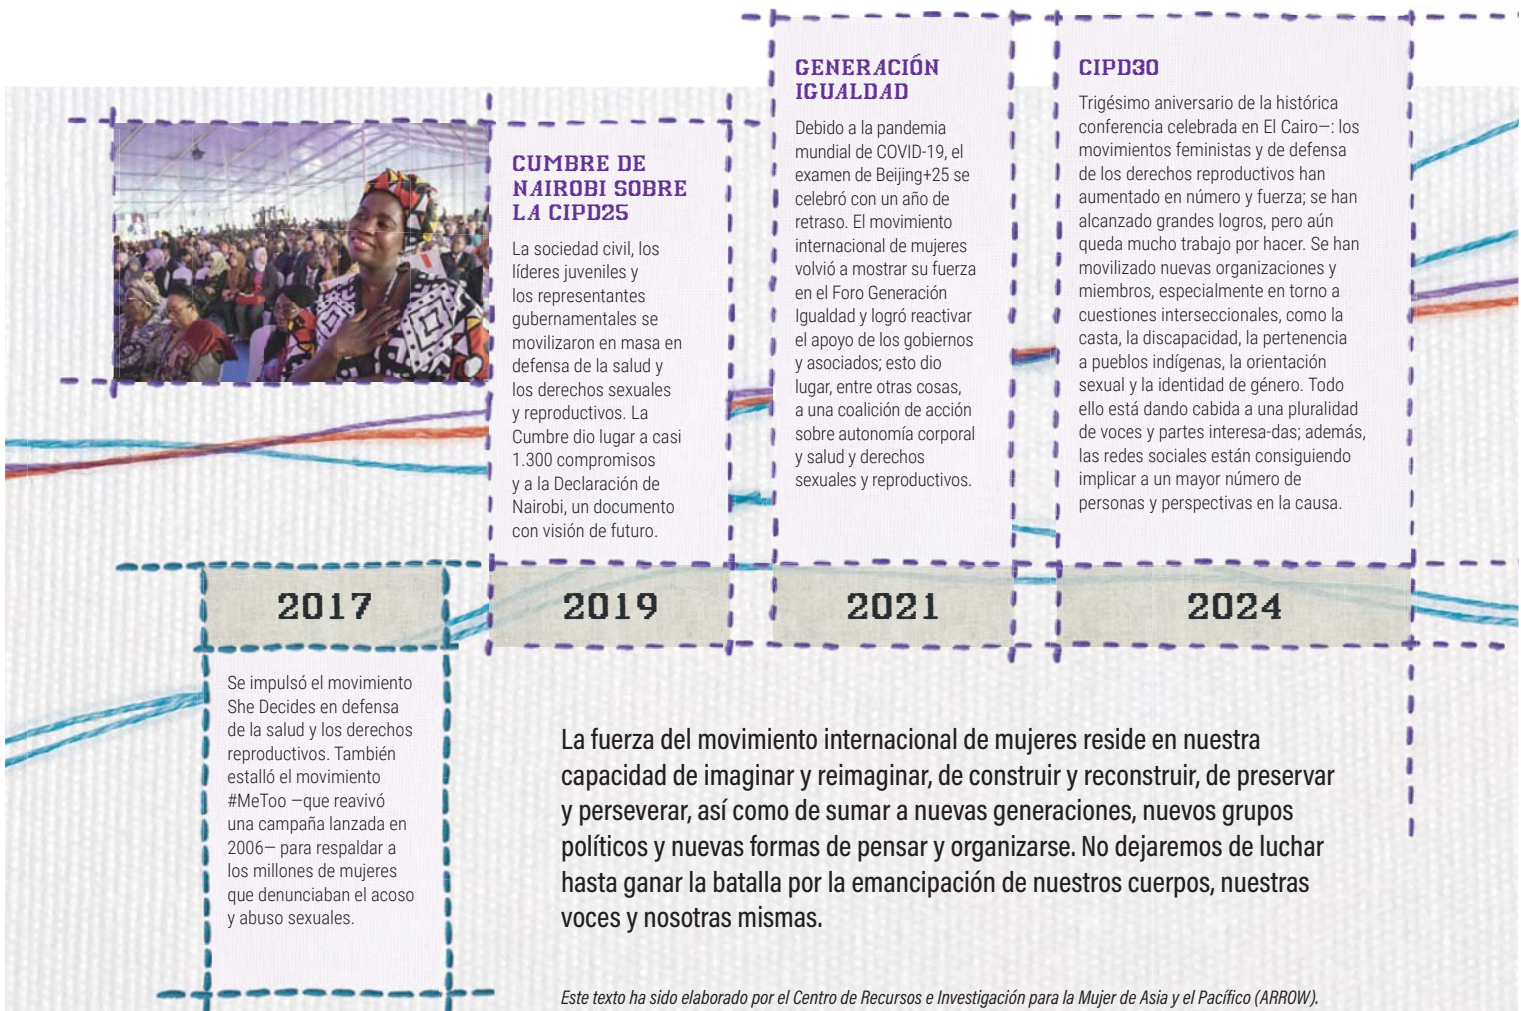 CUMBRE DE
NAIROBI SOBRE
LA CIPD25
La sociedad civil, los
líderes juveniles y
los representantes
gubernamentales se
movilizaron en masa en
defensa de la salud y
los derechos sexuales
y reproductivos. La
Cumbre dio lugar a casi
1.300 compromisos
y a la Declaración de
Nairobi, un documento
con visión de futuro.
GENERACIÓN
IGUALDAD
Debido a la pandemia
mundial de COVID-19, el
examen de Beijing+25 se
celebró con un año de
retraso. El movimiento
internacional de mujeres
volvió a mostrar su fuerza
en el Foro Generación
Igualdad y logró reactivar
el apoyo de los gobiernos
y asociados; esto dio
lugar, entre otras cosas,
a una coalición de acción
sobre autonomía corporal
y salud y derechos
sexuales y reproductivos.
CIPD30
Trigésimo aniversario de la histórica
conferencia celebrada en El Cairo—: los
movimientos feministas y de defensa
de los derechos reproductivos han
aumentado en número y fuerza; se han
alcanzado grandes logros, pero aún
queda mucho trabajo por hacer. Se han
movilizado nuevas organizaciones y
miembros, especialmente en torno a
cuestiones interseccionales, como la
casta, la discapacidad, la pertenencia
a pueblos indígenas, la orientación
sexual y la identidad de género. Todo
ello está dando cabida a una pluralidad
de voces y partes interesa-das; además,
las redes sociales están consiguiendo
implicar a un mayor número de
personas y perspectivas en la causa.
2017
2019
2021
2024
Se impulsó el movimiento
She Decides en defensa
de la salud y los derechos
reproductivos. También
estalló el movimiento
#MeToo —que reavivó
una campaña lanzada en
2006— para respaldar a
los millones de mujeres
que denunciaban el acoso
y abuso sexuales.
La fuerza del movimiento internacional de mujeres reside en nuestra
capacidad de imaginar y reimaginar, de construir y reconstruir, de preservar
y perseverar, así como de sumar a nuevas generaciones, nuevos grupos
políticos y nuevas formas de pensar y organizarse. No dejaremos de luchar
hasta ganar la batalla por la emancipación de nuestros cuerpos, nuestras
voces y nosotras mismas.
Este texto ha sido elaborado por el Centro de Recursos e Investigación para la Mujer de Asia y el Pacífico (ARROW).